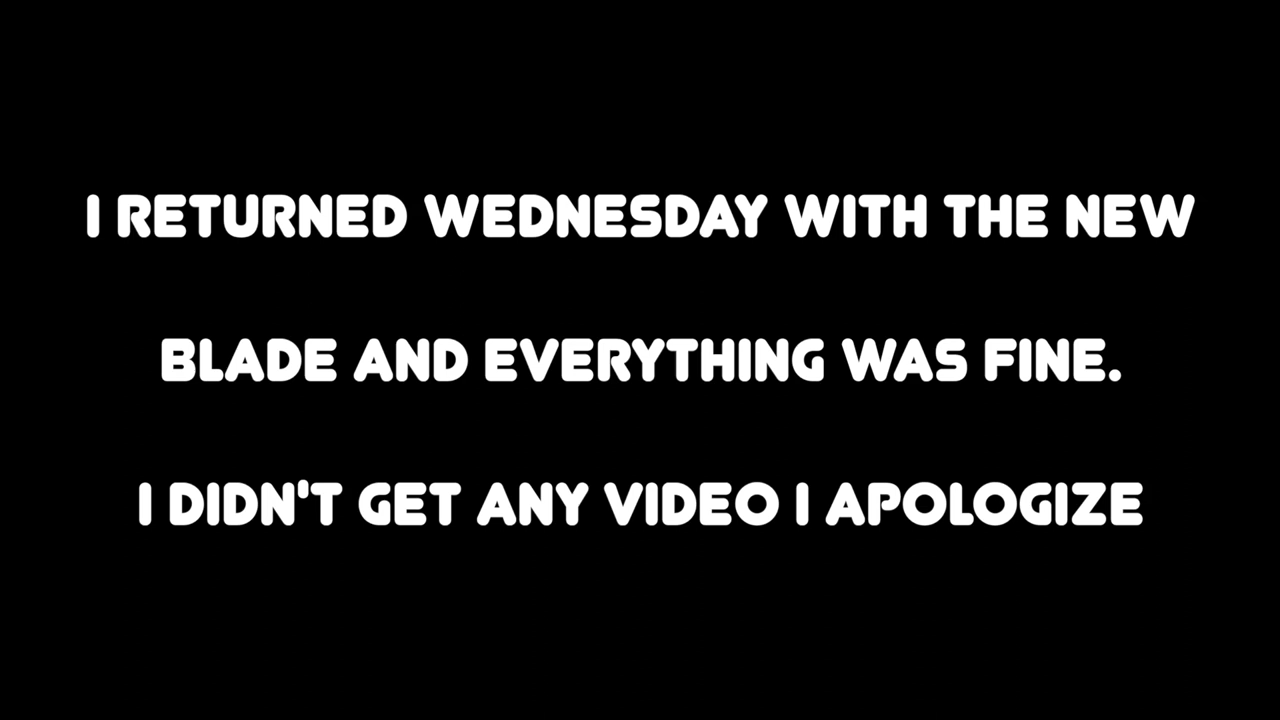 I RETURNED WEDNESDAY WITH THE NEW
BLADE AND EVERYTHING WAS FINE.
I DIDN'T GET ANY VIDEO I APOLOGIZE